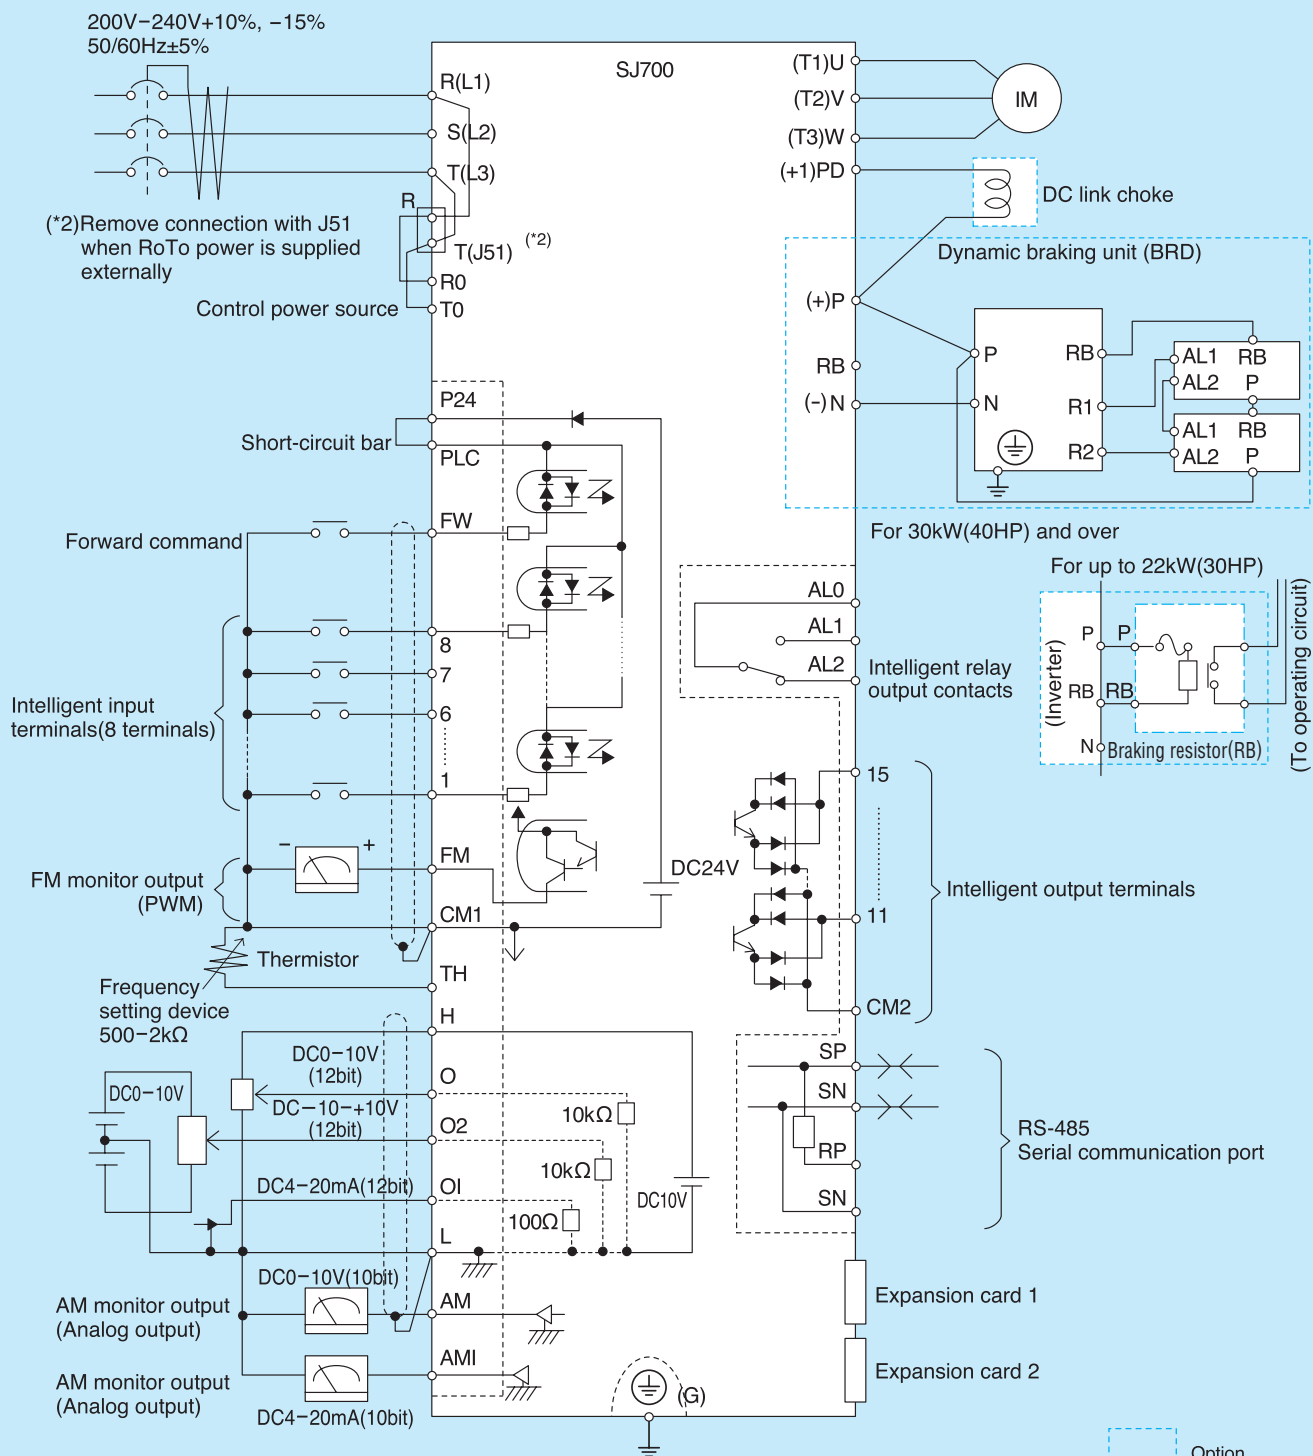 200V−240V+10%, −15%
50/60Hz±5%
SJ700
R(L1)
S(L2)
T(L3)
R
T(J51)
(*2)
R0
T0
(*2)Remove connection with J51
when RoTo power is supplied
externally
Control power source
(T1)U
(T2)V
(T3)W
IM
(+1)PD
DC link choke
Dynamic braking unit (BRD)
(+)P
RB
(−)N
P
N
RB
R1
R2
AL1 RB
AL2 P
AL1 RB
AL2 P
For 30kW(40HP) and over
P24
Short-circuit bar
PLC
Forward command
FW
8
7
6
1
Intelligent input
terminals(8 terminals)
− +
FM
FM monitor output
(PWM)
CM1
Thermistor
TH
Frequency
setting device
500−2kΩ
DC24V
AL0
AL1
AL2
Intelligent relay
output contacts
For up to 22kW(30HP)
(Inverter)
P
P
RB
RB
N
Braking resistor(RB)
(To operating circuit)
15
11
CM2
Intelligent output terminals
H
DC0−10V
(12bit)
O
DC0−10V
DC−10−+10V
(12bit)
O2
DC4−20mA(12bit)
OI
L
10kΩ
10kΩ
100Ω
DC10V
SP
SN
RP
SN
RS-485
Serial communication port
DC0−10V(10bit)
AM
AM monitor output
(Analog output)
AMI
AM monitor output
(Analog output)
DC4−20mA(10bit)
(G)
Expansion card 1
Expansion card 2
Option